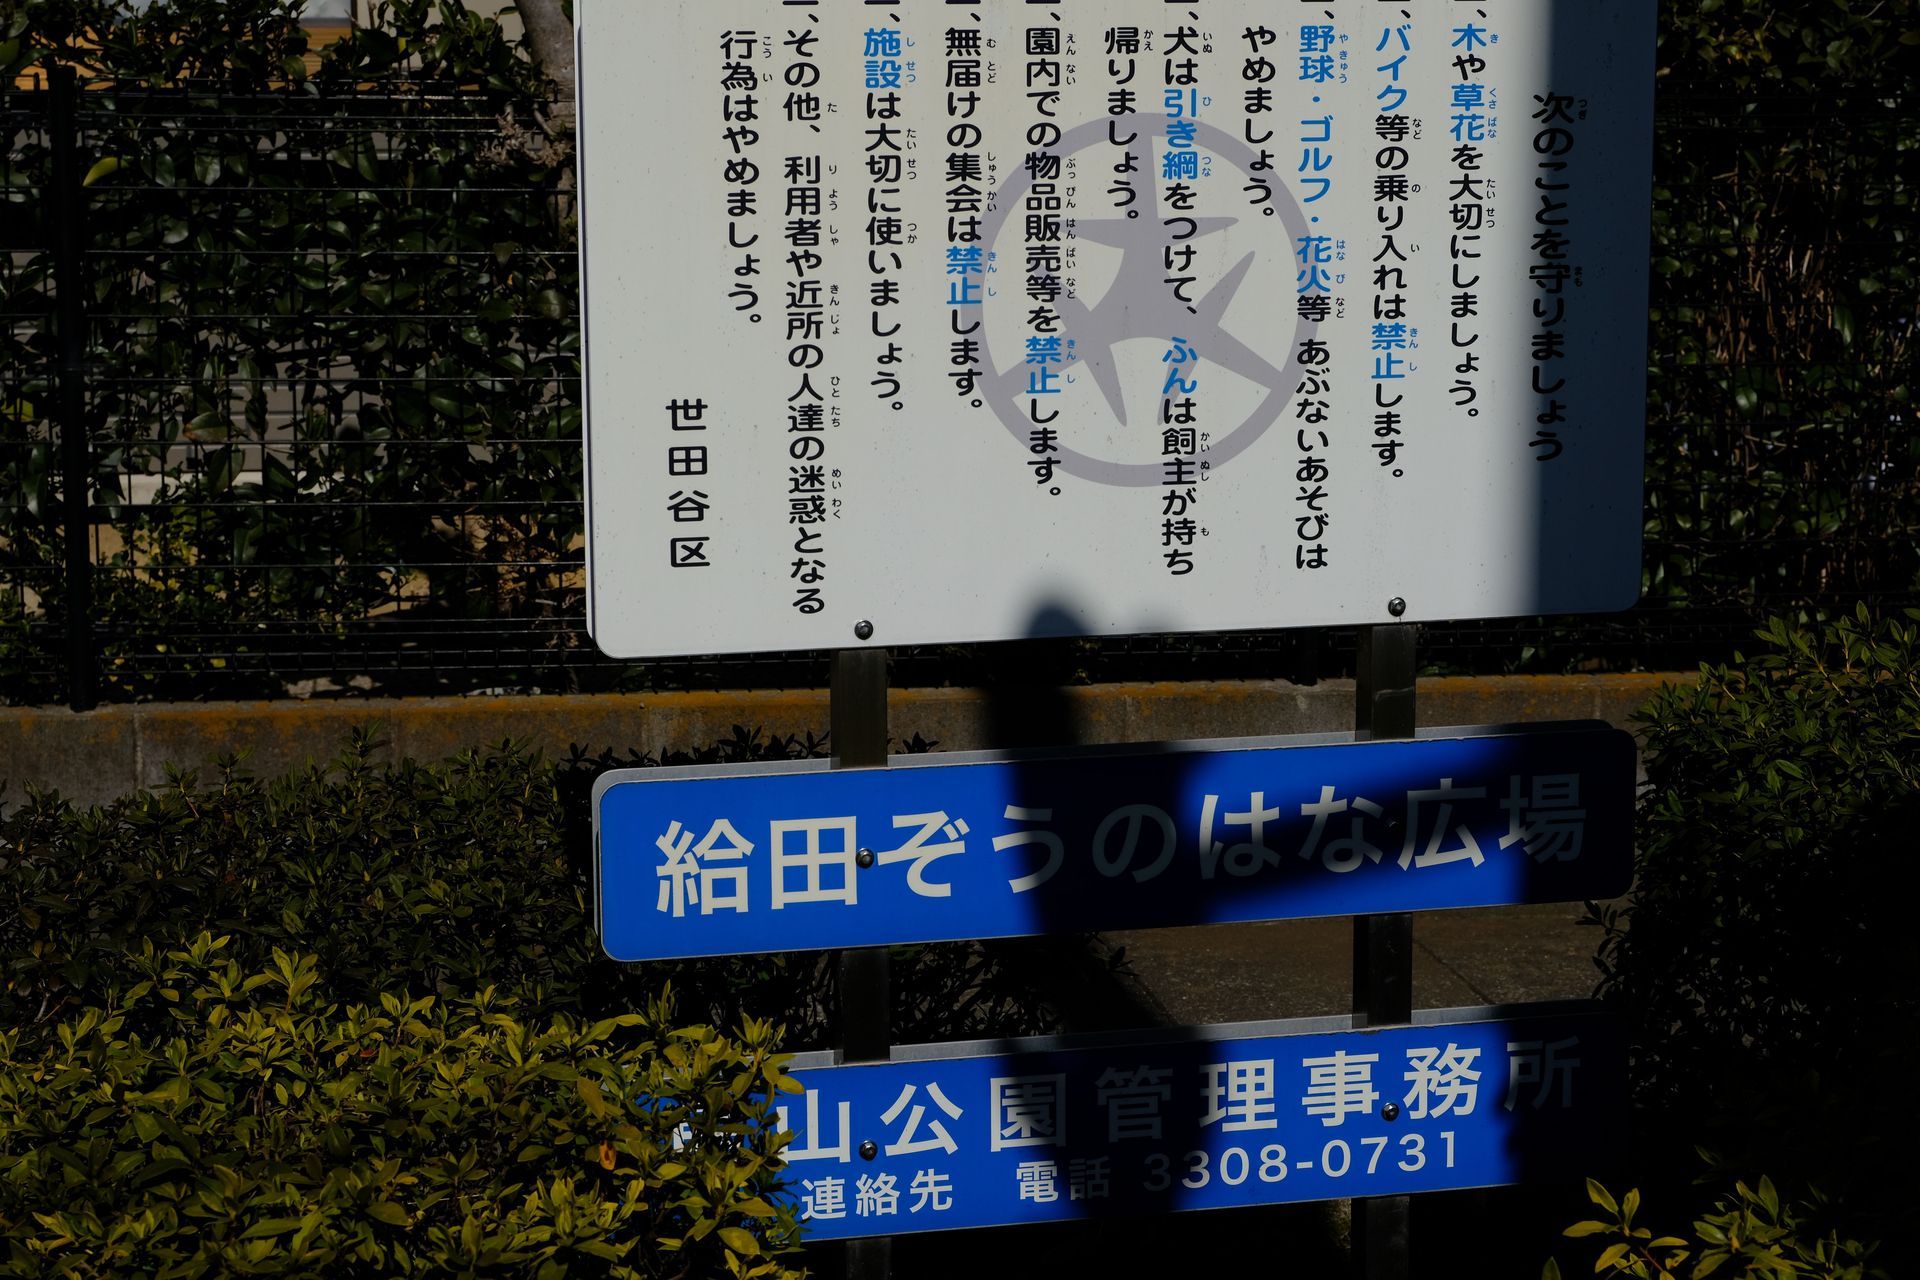 次のことを守りましょう
一、木や草花を大切にしましょう。
一、バイク等の乗り入れは禁止します。
一、野球・ゴルフ・花火等 あぶないあそびは
やめましょう。
一、犬は引き綱をつけて、ふんは飼主が持ち
帰りましょう。
一、園内での物品販売等を禁止します。
一、無届けの集会は禁止します。
一、施設は大切に使いましょう。
一、その他、利用者や近所の人達の迷惑となる
行為はやめましょう。
世田谷区
給田ぞうのはな広場
山公園管理事務所
連絡先 電話 3308-0731